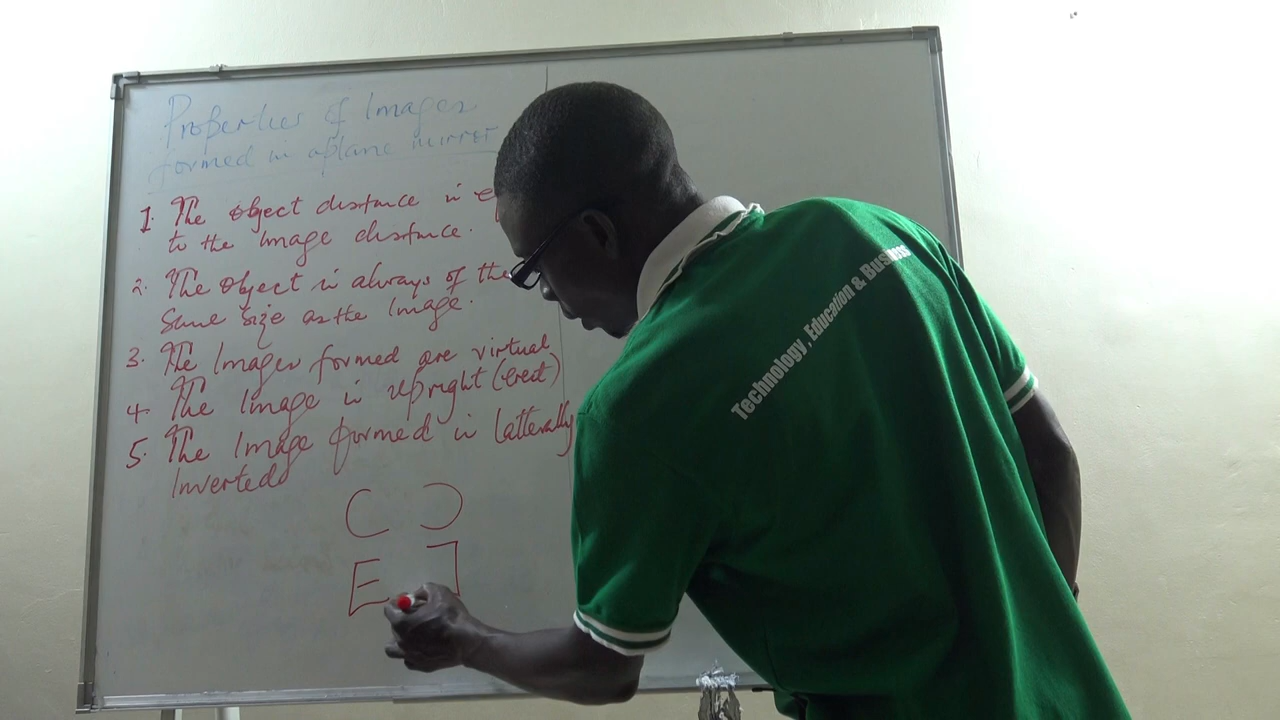 Properties of Images
formed in a plane mirror
1. The object distance is
to the Image distance.
2. The object is always of the
same size as the Image.
3. The Images formed are virtual
4. The Image is upright (erect)
5. The Image formed is latterally
Inverted
C Ɔ
E
Technology, Education & Business